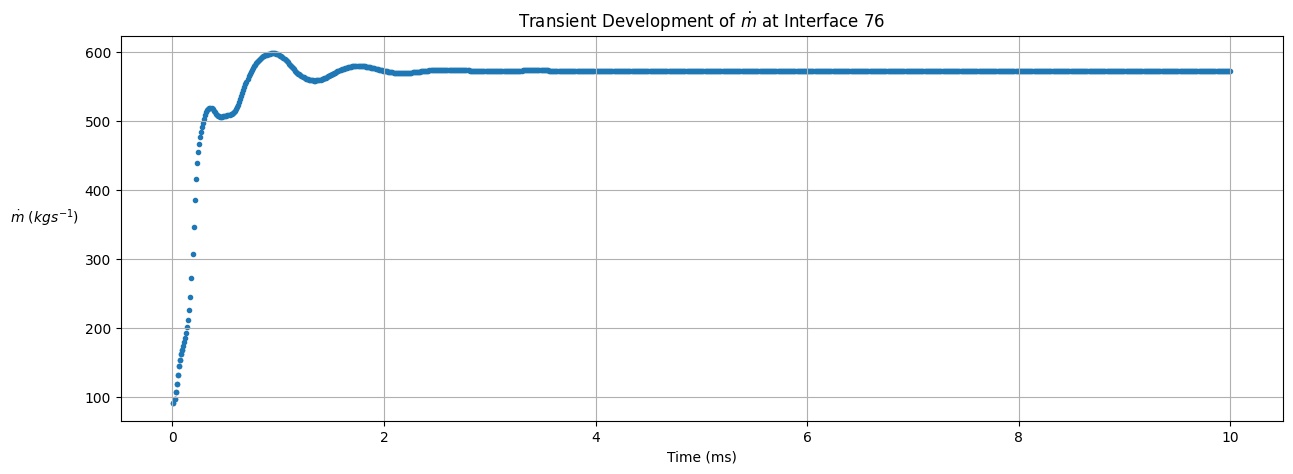 Transient Development of ṁ at Interface 76
600
500
400
300
200
100
ṁ (kgs⁻¹)
0 2 4 6 8 10
Time (ms)